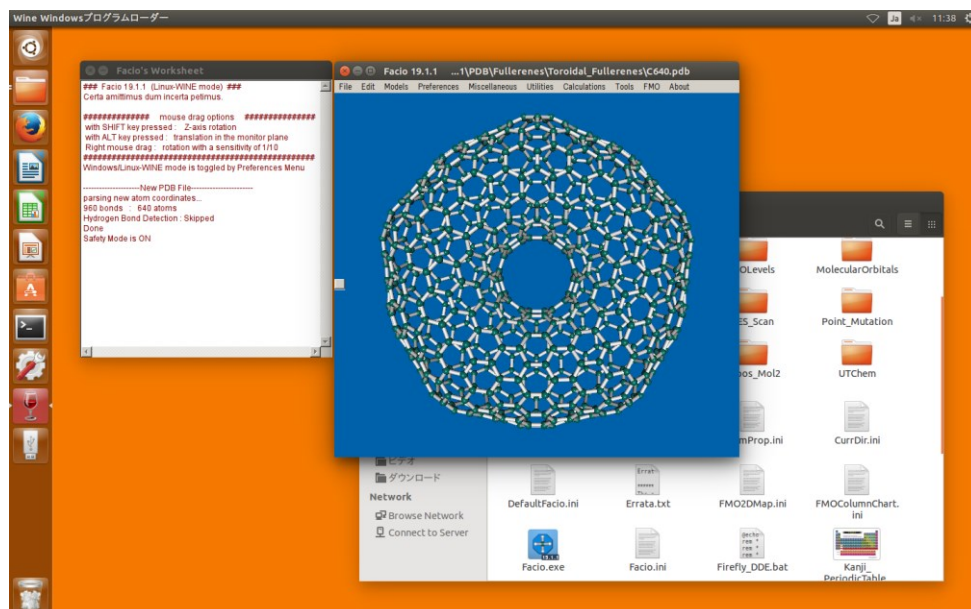 Wine Windowsプログラムローダー
Ja
11:38
Facio's Worksheet
### Facio 19.1.1 (Linux-WINE mode) ###
Certa amittimus dum incerta petimus.
############## mouse drag options ###############
with SHIFT key pressed : Z-axis rotation
with ALT key pressed : translation in the monitor plane
Right mouse drag : rotation with a sensitivity of 1/10
##################################################
Windows/Linux-WINE mode is toggled by Preferences Menu
---------------------New PDB File-----------------------
parsing new atom coordinates...
960 bonds : 640 atoms
Hydrogen Bond Detection : Skipped
Done
Safety Mode is ON
Facio 19.1.1 ...1\PDB\Fullerenes\Toroidal_Fullerenes\C640.pdb
File Edit Models Preferences Miscellaneous Utilities Calculations Tools FMO About
MolecularOrbitals
Point_Mutation
UTChem
CurrDir.ini
ビデオ
ダウンロード
Network
Browse Network
Connect to Server
DefaultFacio.ini
Errata.txt
FMO2DMap.ini
FMOColumnChart.
ini
Facio.exe
Facio.ini
Firefly_DDE.bat
Kanji_
PeriodicTable